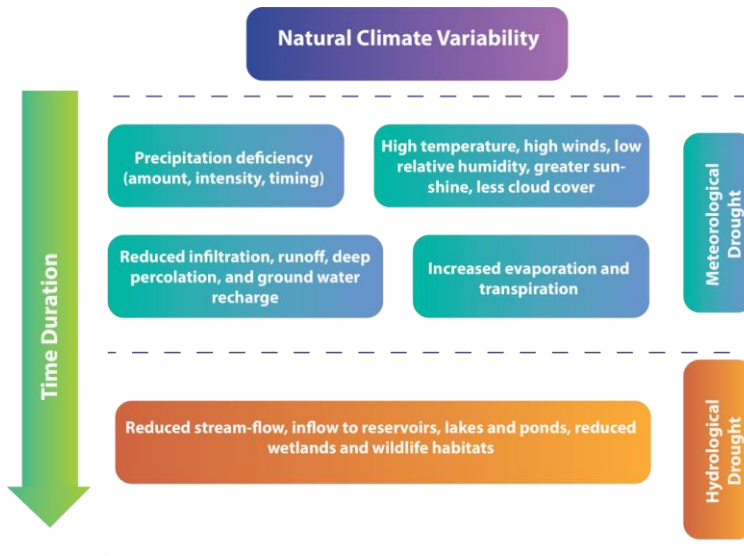 Natural Climate Variability
Precipitation deficiency
(amount, intensity, timing)
High temperature, high winds, low
relative humidity, greater sun-
shine, less cloud cover
Reduced infiltration, runoff, deep
percolation, and ground water
recharge
Increased evaporation and
transpiration
Meteorological
Drought
Time Duration
Reduced stream-flow, inflow to reservoirs, lakes and ponds, reduced
wetlands and wildlife habitats
Hydrological
Drought